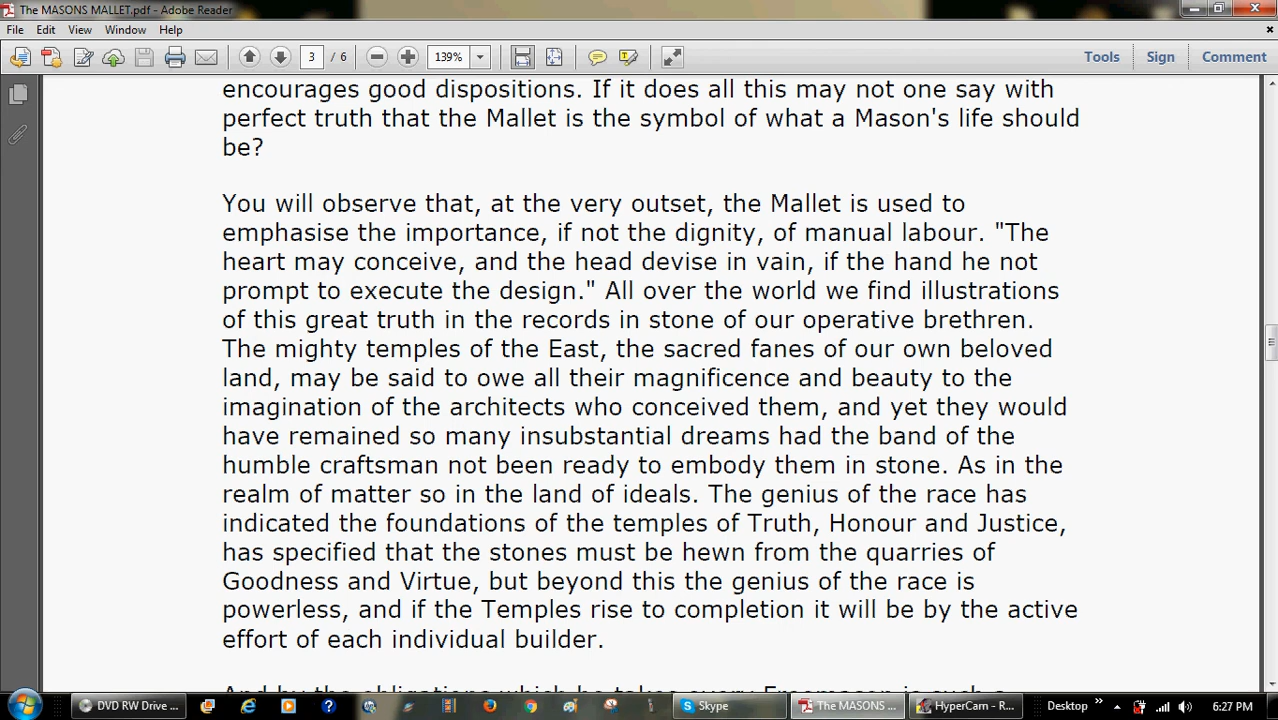 The MASONS MALLET.pdf - Adobe Reader
File Edit View Window Help
3 / 6 139% Tools Sign Comment
encourages good dispositions. If it does all this may not one say with
perfect truth that the Mallet is the symbol of what a Mason's life should
be?
You will observe that, at the very outset, the Mallet is used to
emphasise the importance, if not the dignity, of manual labour. "The
heart may conceive, and the head devise in vain, if the hand he not
prompt to execute the design." All over the world we find illustrations
of this great truth in the records in stone of our operative brethren.
The mighty temples of the East, the sacred fanes of our own beloved
land, may be said to owe all their magnificence and beauty to the
imagination of the architects who conceived them, and yet they would
have remained so many insubstantial dreams had the band of the
humble craftsman not been ready to embody them in stone. As in the
realm of matter so in the land of ideals. The genius of the race has
indicated the foundations of the temples of Truth, Honour and Justice,
has specified that the stones must be hewn from the quarries of
Goodness and Virtue, but beyond this the genius of the race is
powerless, and if the Temples rise to completion it will be by the active
effort of each individual builder.
And by the obligations which he takes every Freemason is such a
DVD RW Drive ... Skype The MASONS ... HyperCam - R... Desktop » 6:27 PM